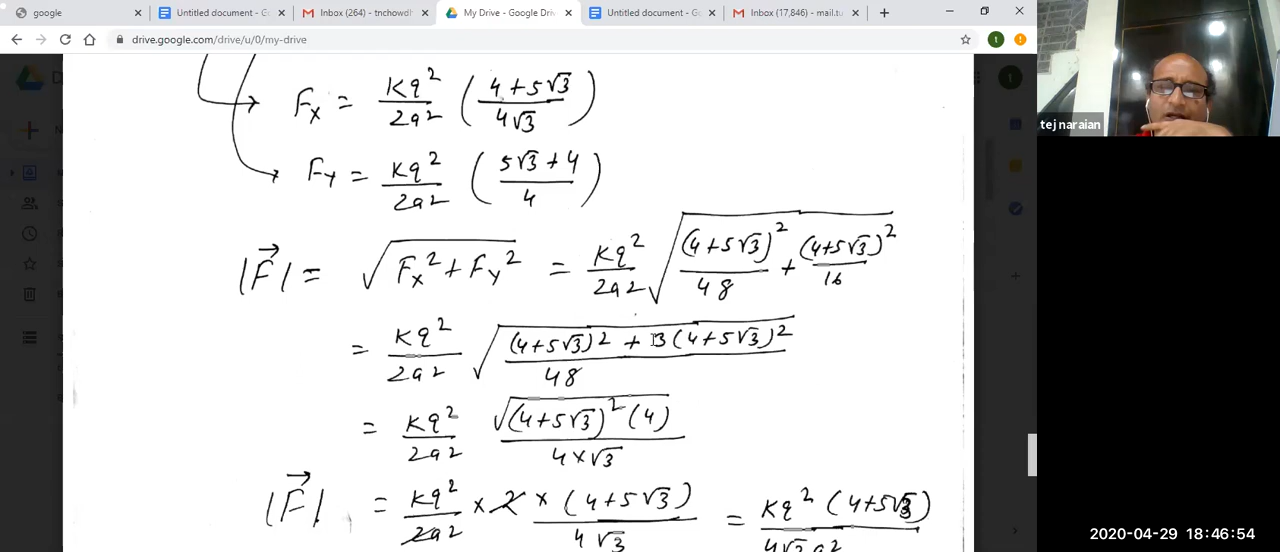 google
Untitled document - G
Inbox (264) - tnchowdh
My Drive - Google Driv
Untitled document - G
Inbox (17,846) - mail.tu
drive.google.com/drive/u/0/my-drive
t
tej naraian
Fx = Kq²/2a² ( (4 + 5√3)/(4√3) )
Fy = Kq²/2a² ( (5√3 + 4)/4 )
|F⃗| = √(Fx² + Fy²) = Kq²/2a² √( (4+5√3)²/48 + (4+5√3)²/16 )
= Kq²/2a² √( ((4+5√3)² + 3(4+5√3)²)/48 )
= Kq²/2a² √((4+5√3)² (4)) / (4×√3)
|F⃗| = Kq²/2a² × 2 × (4+5√3)/(4√3) = Kq² (4+5√3)/(4√3 a²)
2020-04-29 18:46:54